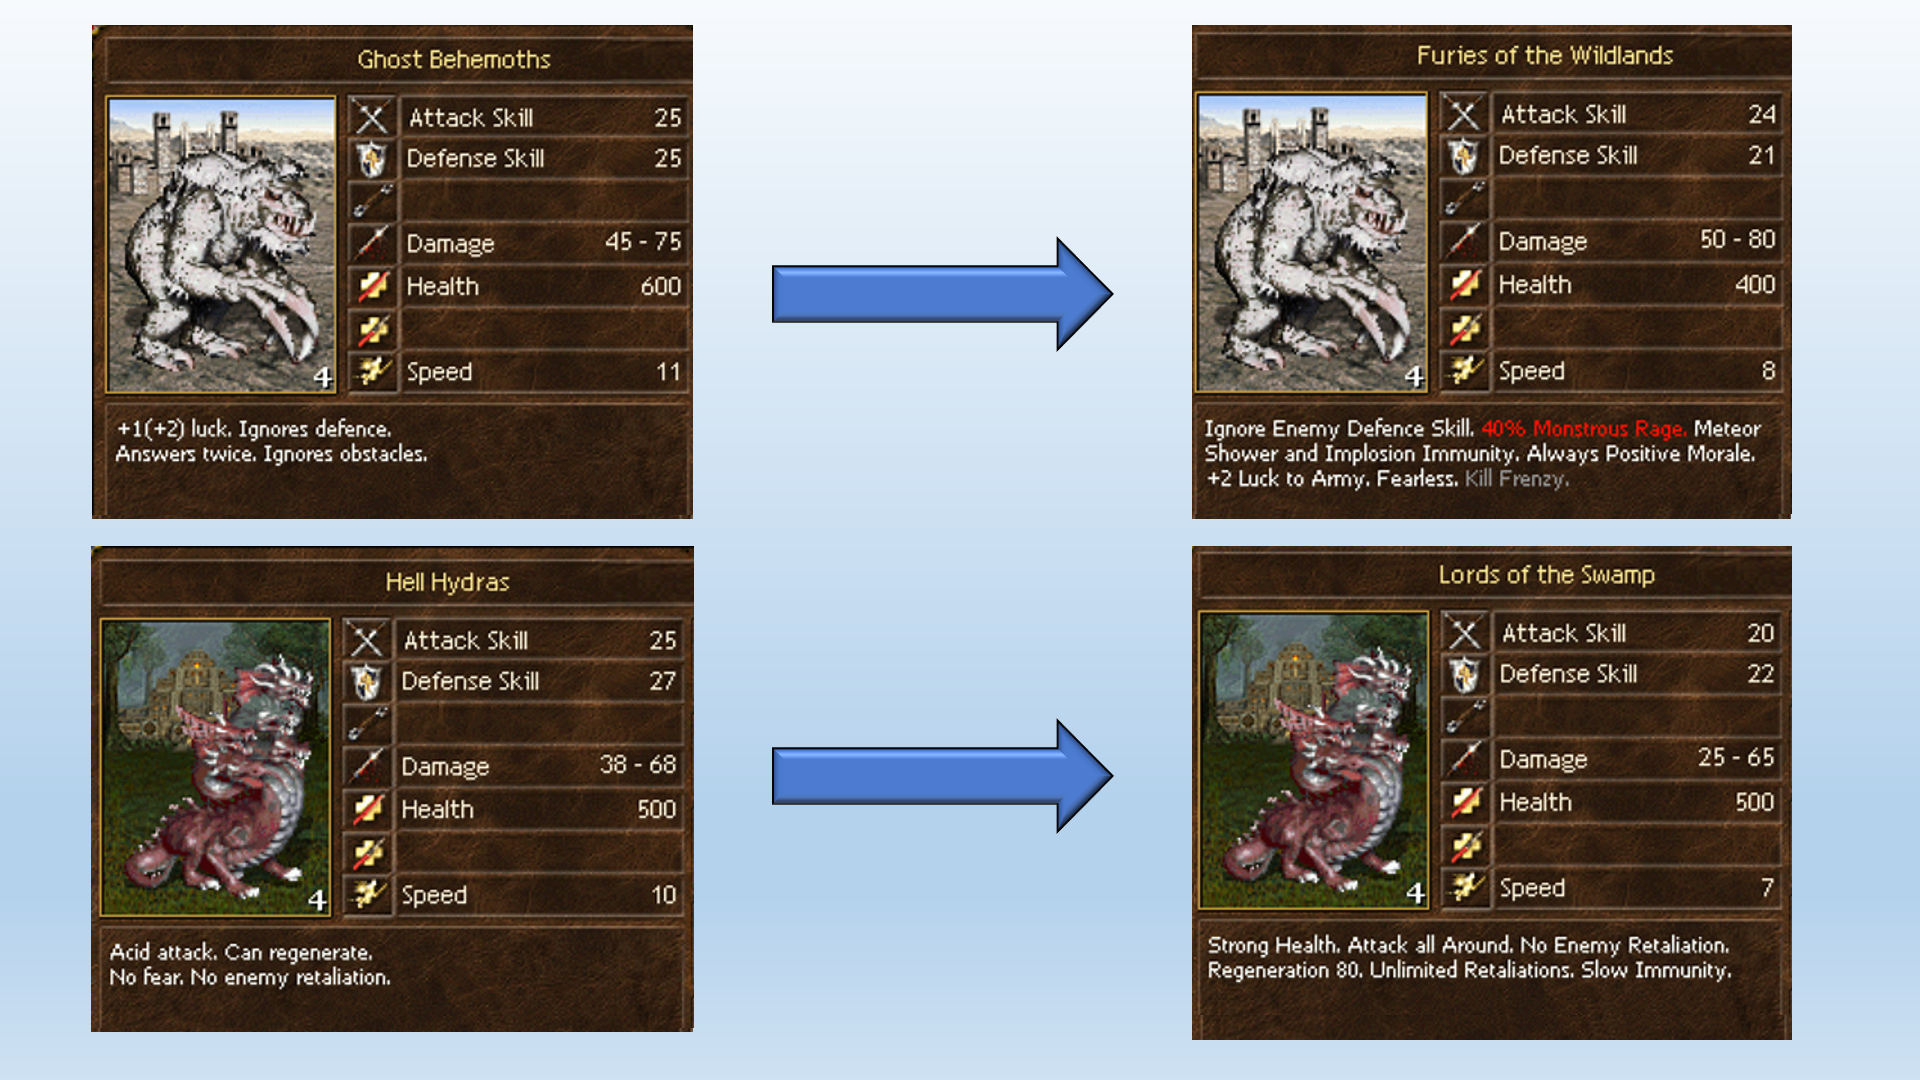 Ghost Behemoths
Attack Skill 25
Defense Skill 25
Damage 45 - 75
Health 600
Speed 11
4
+1(+2) luck. Ignores defence.
Answers twice. Ignores obstacles.
Furies of the Wildlands
Attack Skill 24
Defense Skill 21
Damage 50 - 80
Health 400
Speed 8
4
Ignore Enemy Defence Skill. 40% Monstrous Rage. Meteor
Shower and Implosion Immunity. Always Positive Morale.
+2 Luck to Army. Fearless. Kill Frenzy.
Hell Hydras
Attack Skill 25
Defense Skill 27
Damage 38 - 68
Health 500
Speed 10
4
Acid attack. Can regenerate.
No fear. No enemy retaliation.
Lords of the Swamp
Attack Skill 20
Defense Skill 22
Damage 25 - 65
Health 500
Speed 7
4
Strong Health. Attack all Around. No Enemy Retaliation.
Regeneration 80. Unlimited Retaliations. Slow Immunity.